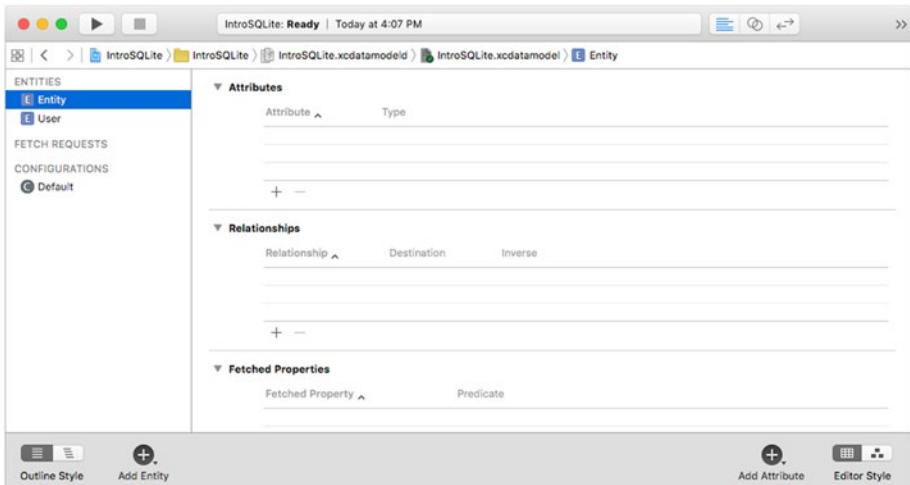 IntroSQLite: Ready | Today at 4:07 PM
IntroSQLite IntroSQLite IntroSQLite.xcdatamodeld IntroSQLite.xcdatamodel E Entity
ENTITIES
E Entity
E User
FETCH REQUESTS
CONFIGURATIONS
C Default
Attributes
Attribute Type
Relationships
Relationship Destination Inverse
Fetched Properties
Fetched Property Predicate
Outline Style Add Entity Add Attribute Editor Style